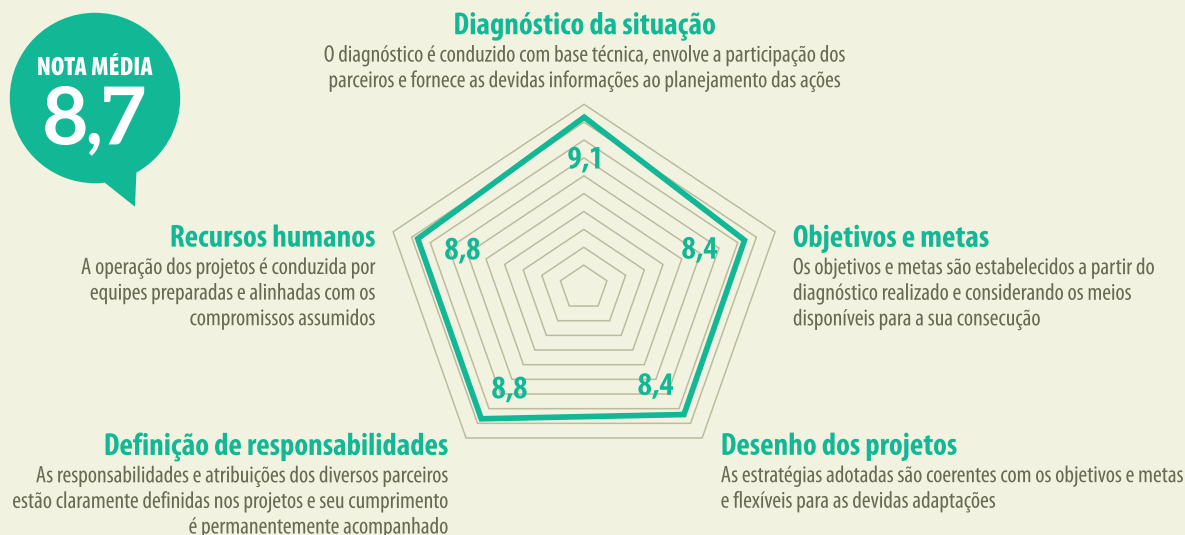 NOTA MÉDIA
8,7
Diagnóstico da situação
O diagnóstico é conduzido com base técnica, envolve a participação dos
parceiros e fornece as devidas informações ao planejamento das ações
9,1
Recursos humanos
A operação dos projetos é conduzida por
equipes preparadas e alinhadas com os
compromissos assumidos
8,8
8,4
Objetivos e metas
Os objetivos e metas são estabelecidos a partir do
diagnóstico realizado e considerando os meios
disponíveis para a sua consecução
8,8
8,4
Definição de responsabilidades
As responsabilidades e atribuições dos diversos parceiros
estão claramente definidas nos projetos e seu cumprimento
é permanentemente acompanhado
Desenho dos projetos
As estratégias adotadas são coerentes com os objetivos e metas
e flexíveis para as devidas adaptações